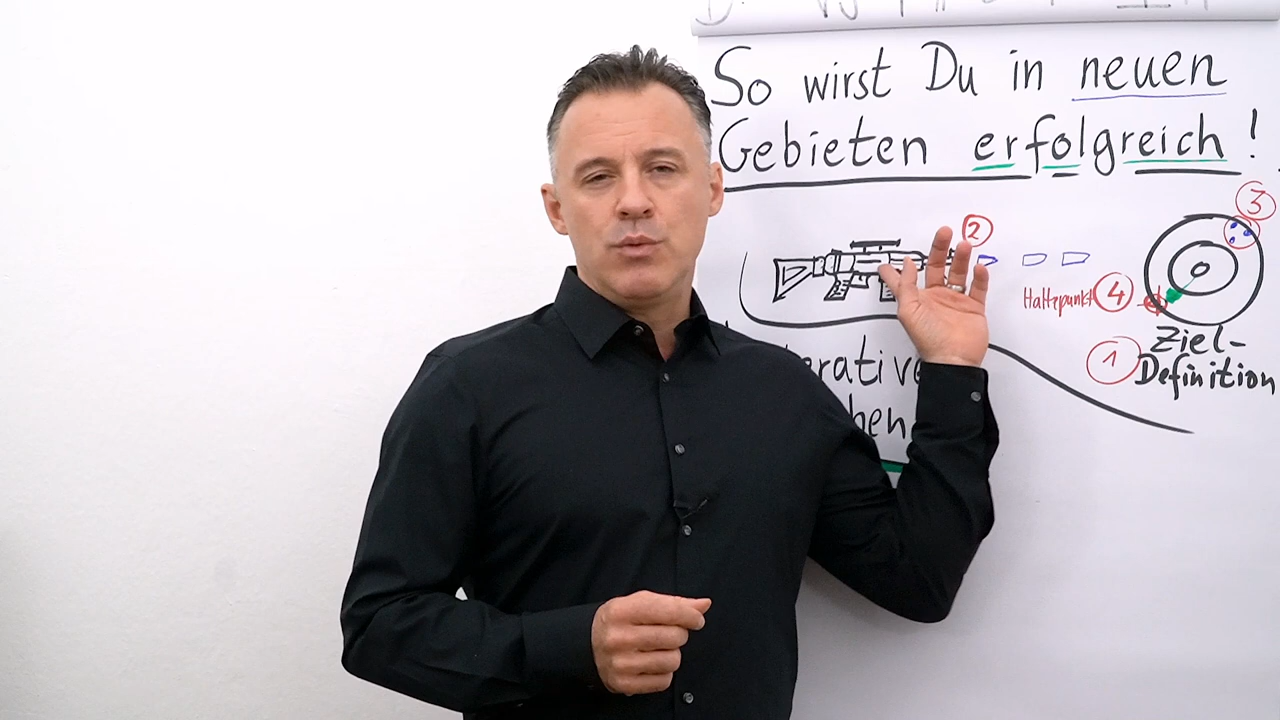 So wirst Du in neuen
Gebieten erfolgreich!
3
2
Haltepunkt 4
1 Ziel-
Definition